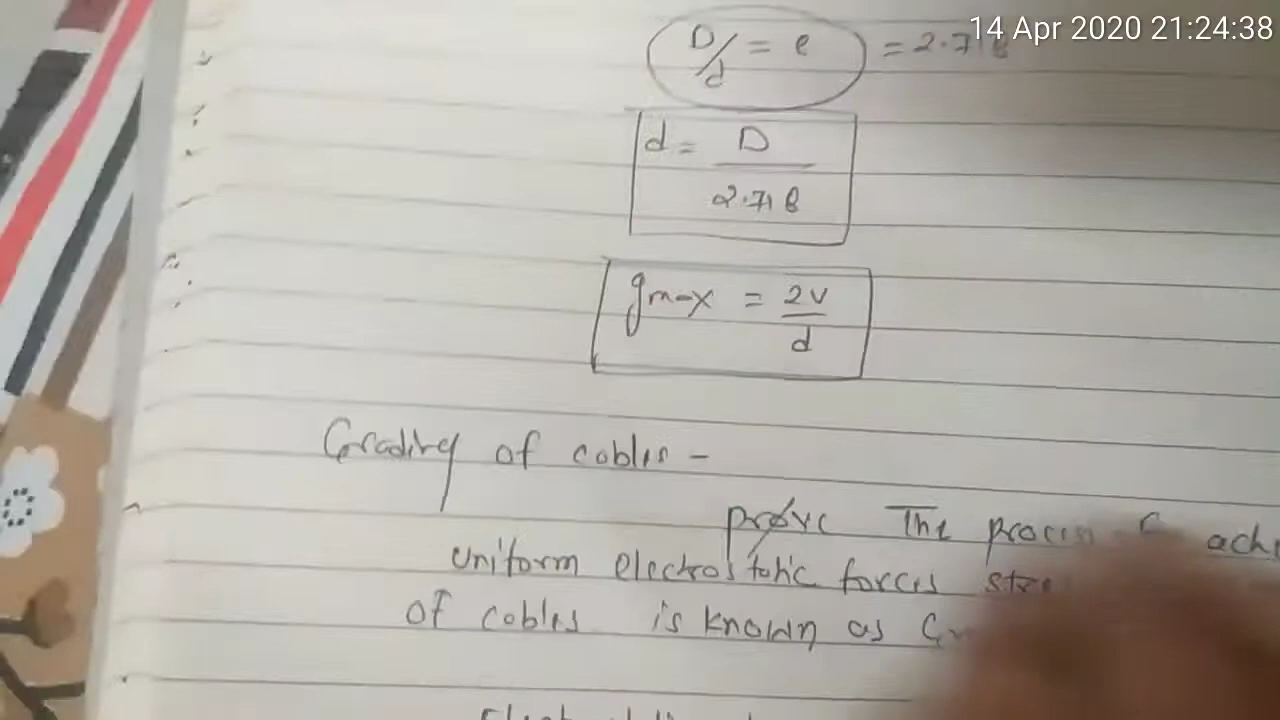 14 Apr 2020 21:24:38
D/d = e = 2.718
d = D / 2.718
gmax = 2V / d
Grading of cables -
The process
uniform electrostatic forces
of cables is known as